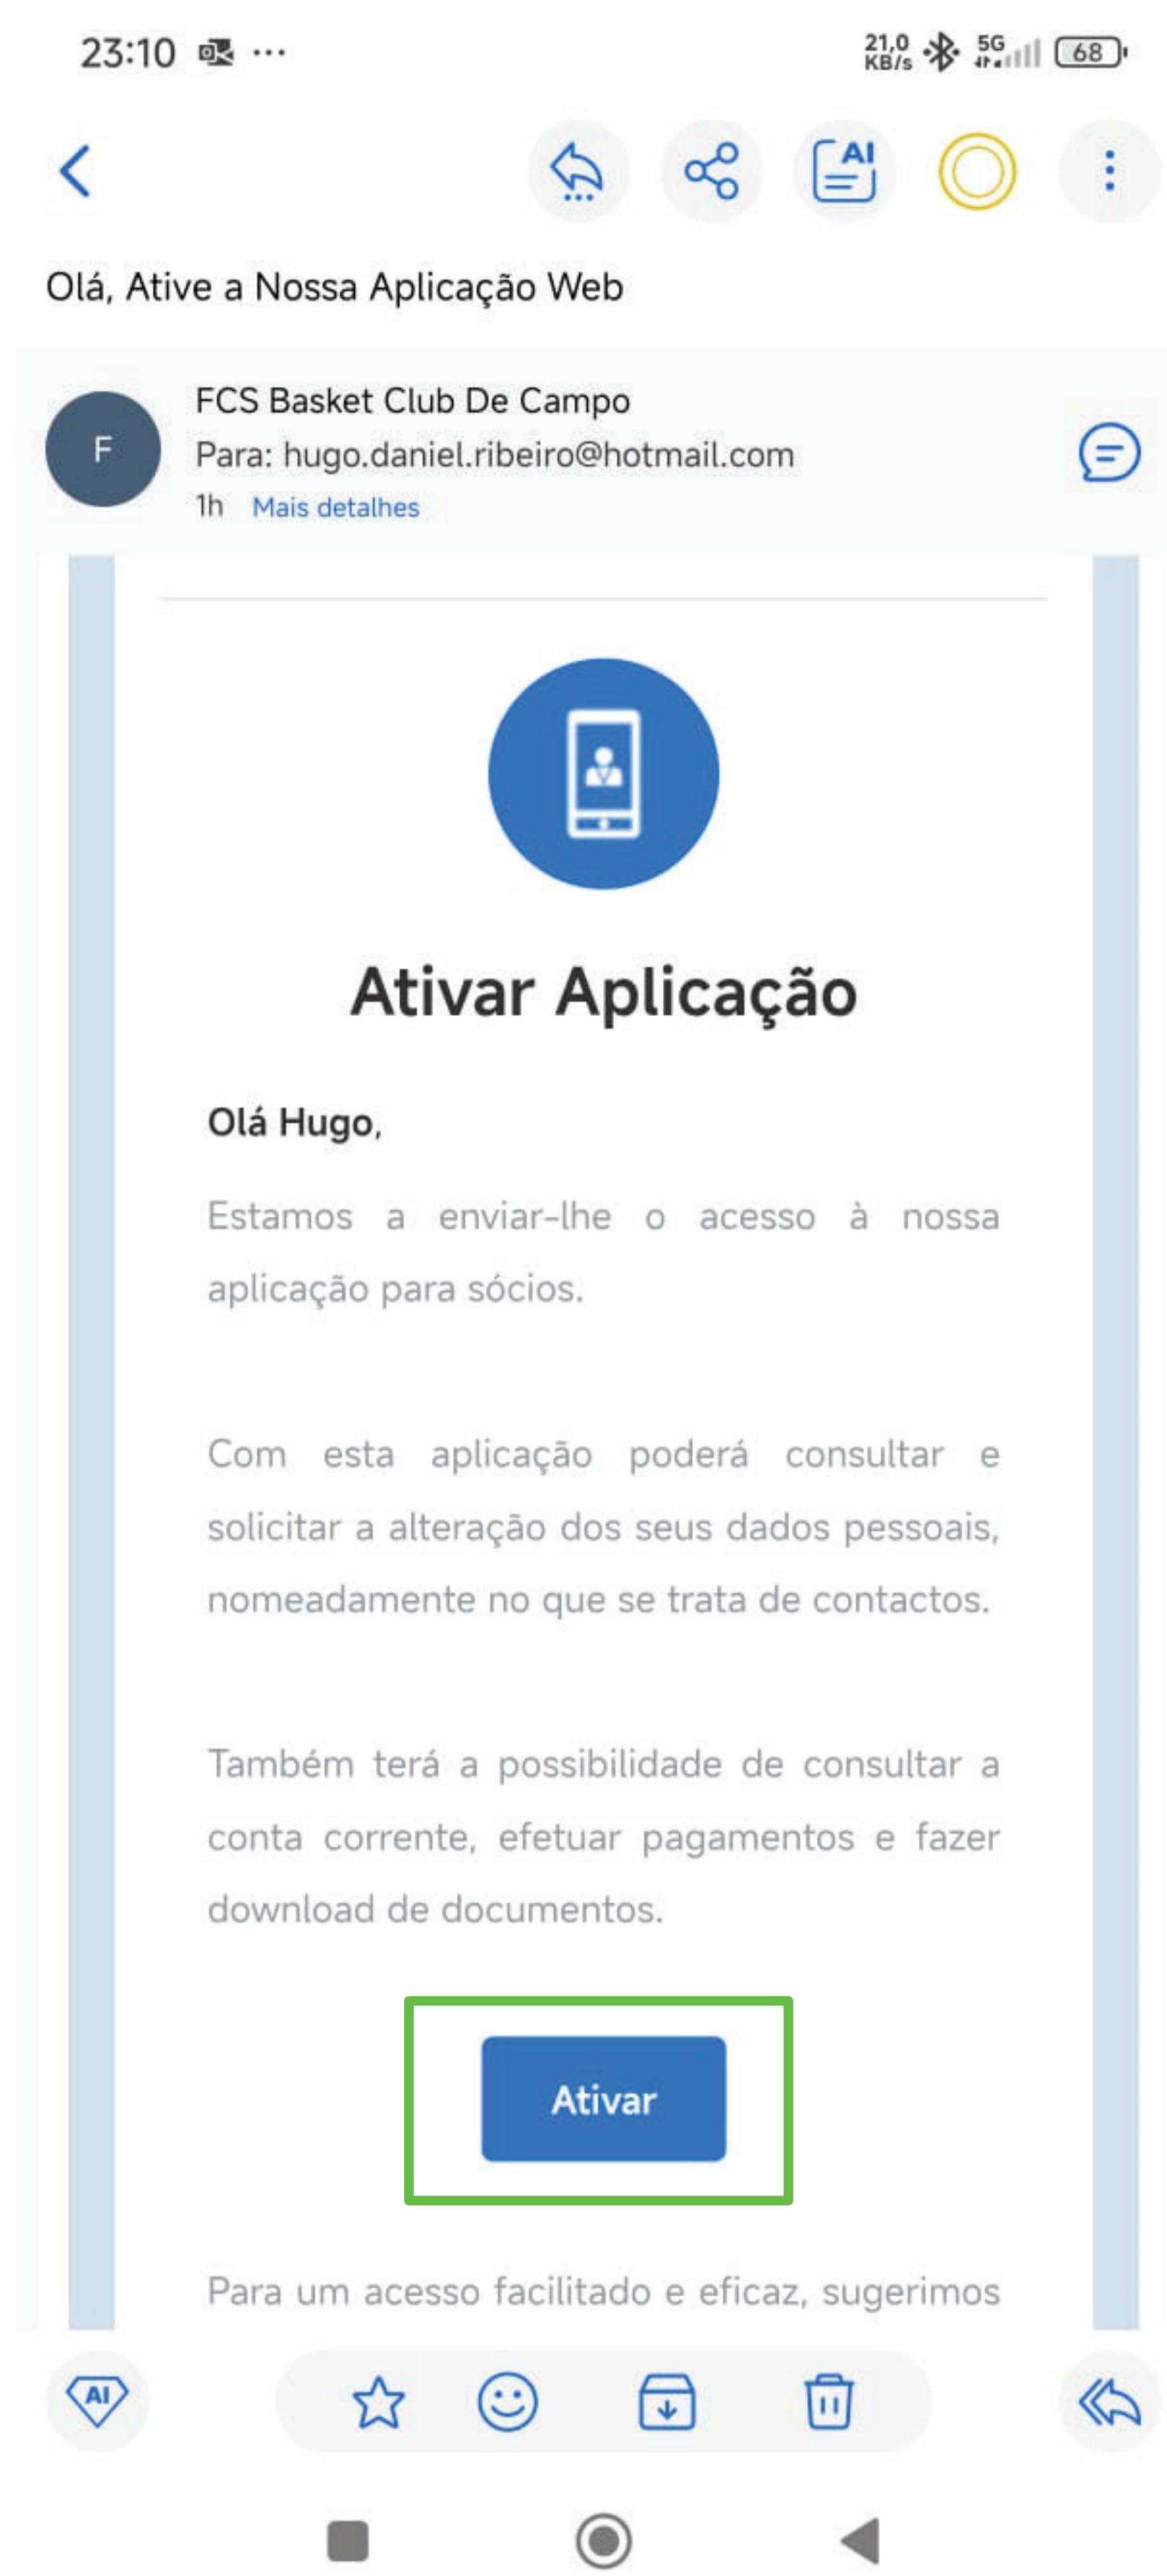 23:10
21,0
KB/s
5G
68
AI
Olá, Ative a Nossa Aplicação Web
F
FCS Basket Club De Campo
Para: hugo.daniel.ribeiro@hotmail.com
1h Mais detalhes
Ativar Aplicação
Olá Hugo,
Estamos a enviar-lhe o acesso à nossa
aplicação para sócios.
Com esta aplicação poderá consultar e
solicitar a alteração dos seus dados pessoais,
nomeadamente no que se trata de contactos.
Também terá a possibilidade de consultar a
conta corrente, efetuar pagamentos e fazer
download de documentos.
Ativar
Para um acesso facilitado e eficaz, sugerimos
AI